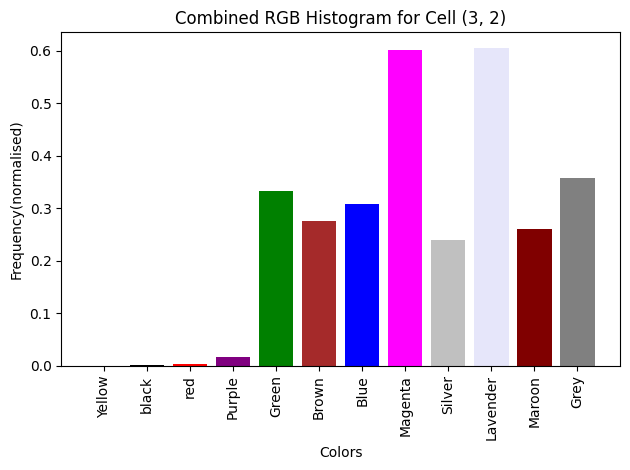 Combined RGB Histogram for Cell (3, 2)
Frequency(normalised)
0.6
0.5
0.4
0.3
0.2
0.1
0.0
Yellow
black
red
Purple
Green
Brown
Blue
Magenta
Silver
Lavender
Maroon
Grey
Colors